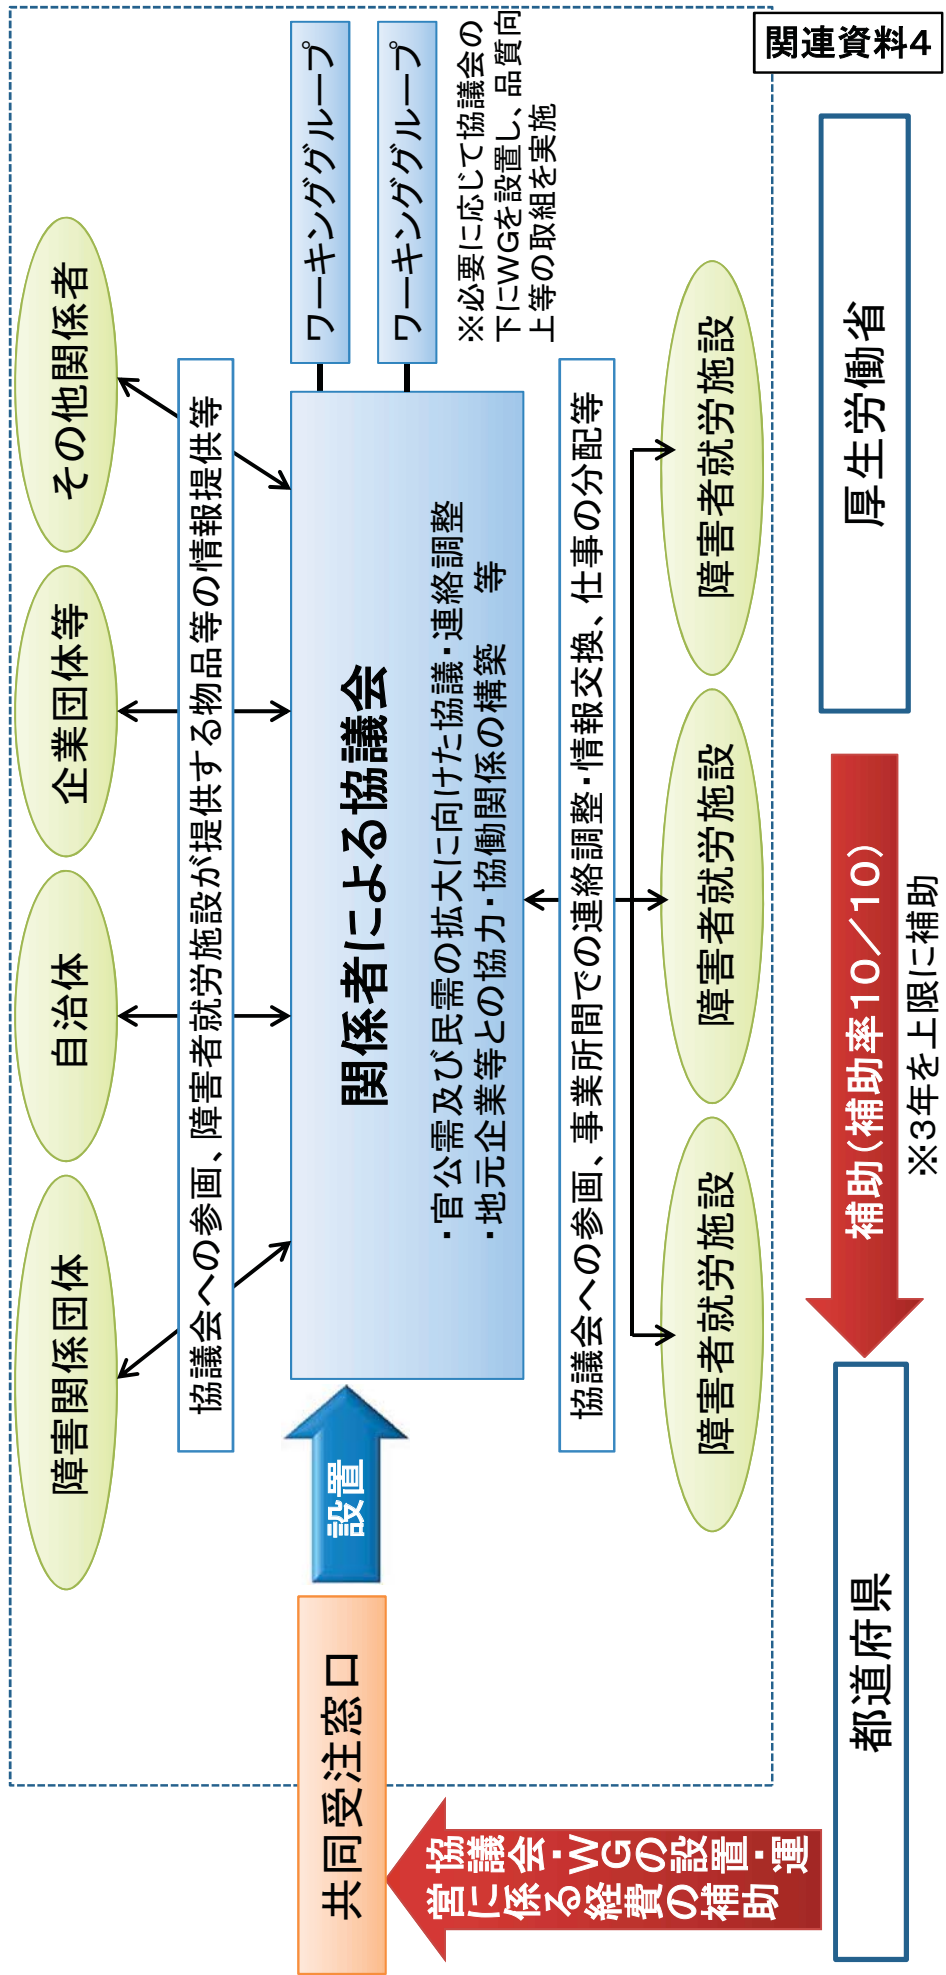 関連資料4
障害関係団体
自治体
企業団体等
その他関係者
協議会への参画、障害者就労施設が提供する物品等の情報提供等
共同受注窓口
設置
関係者による協議会
・官公需及び民需の拡大に向けた協議・連絡調整
・地元企業等との協力・協働関係の構築　等
ワーキンググループ
ワーキンググループ
※必要に応じて協議会の
下にWGを設置し、品質向
上等の取組を実施
協議会への参画、事業所間での連絡調整・情報交換、仕事の分配等
障害者就労施設
障害者就労施設
障害者就労施設
協議会・WGの設置・運
営に係る経費の補助
都道府県
補助（補助率10／10）
※3年を上限に補助
厚生労働省